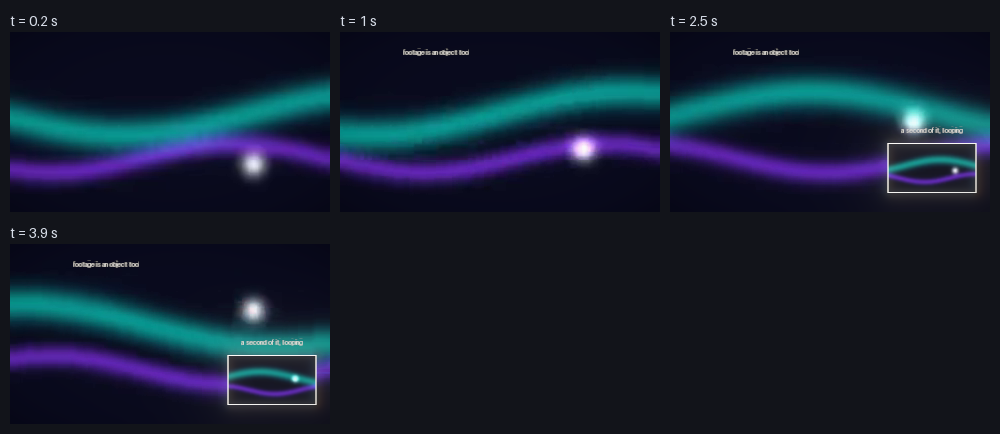 t = 0.2 s
t = 1 s
t = 2.5 s
footage is an object too
footage is an object too
a second of it, looping
t = 3.9 s
footage is an object too
a second of it, looping